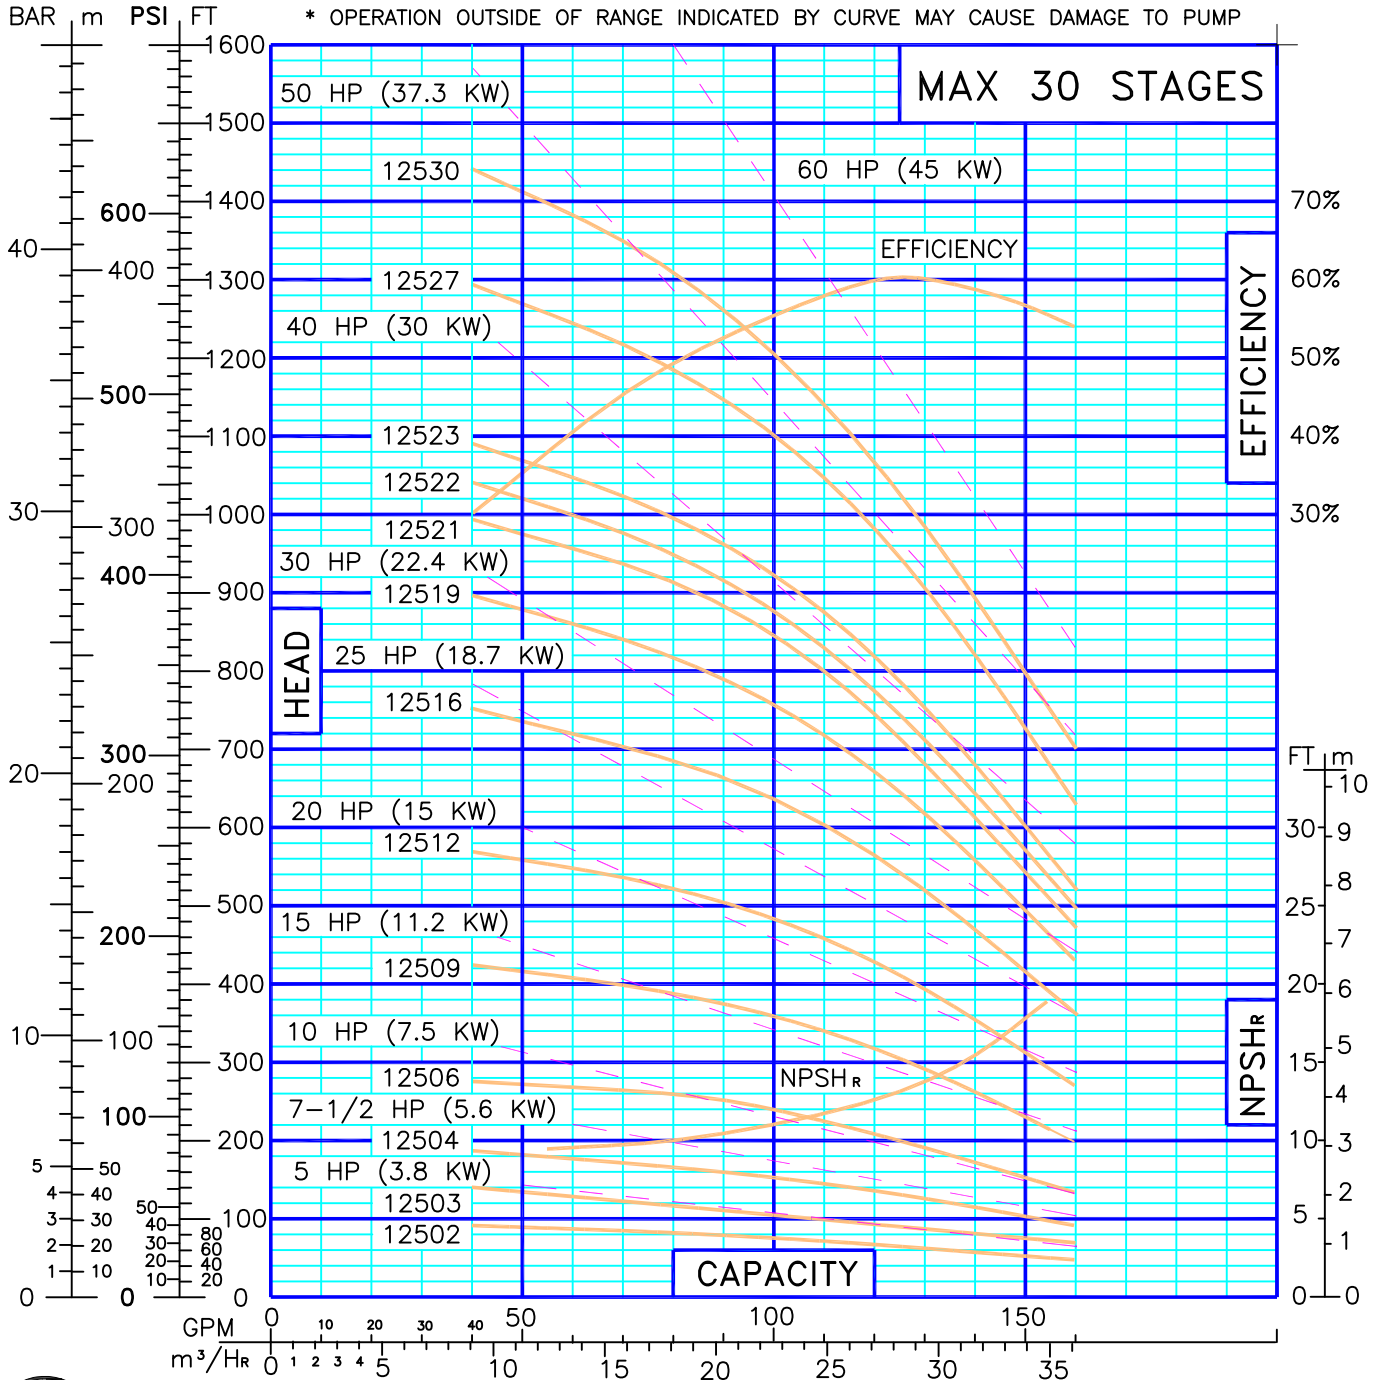 BAR m PSI FT * OPERATION OUTSIDE OF RANGE INDICATED BY CURVE MAY CAUSE DAMAGE TO PUMP
1600
50 HP (37.3 KW) MAX 30 STAGES
1500
12530 60 HP (45 KW)
600 1400 70%
40 EFFICIENCY
400 1300 12527 60%
40 HP (30 KW)
1200 50%
EFFICIENCY
500
1100 12523 40%
12522
30 1000 30%
300 12521
400 30 HP (22.4 KW)
900 12519
HEAD
800 25 HP (18.7 KW)
12516
300 700 FT m
20 200 10
600 20 HP (15 KW) 30 9
12512
8
500 25
200 15 HP (11.2 KW) 7
12509
400 20 6
NPSHR
10 100 10 HP (7.5 KW) 5
300 15
12506 NPSHR
100 7-1/2 HP (5.6 KW) 4
200 12504 10 3
5 50 5 HP (3.8 KW)
4 40 2
50 12503
3 30 40 100 5
2 20 30 80 12502 1
60
1 10 20 40 CAPACITY
10 20
0 0 0 0 0
0 50 100 150
GPM 10 20 30 40
m³/HR 0 1 2 3 4 5 10 15 20 25 30 35